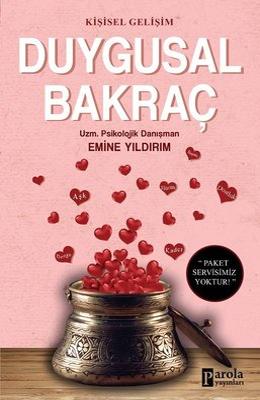 KİŞİSEL GELİŞİM
DUYGUSAL
BAKRAÇ
Uzm. Psikolojik Danışman
EMİNE YILDIRIM
Aşk
Kader
" PAKET
SERVİSİMİZ
YOKTUR! "
Parola
yayınları